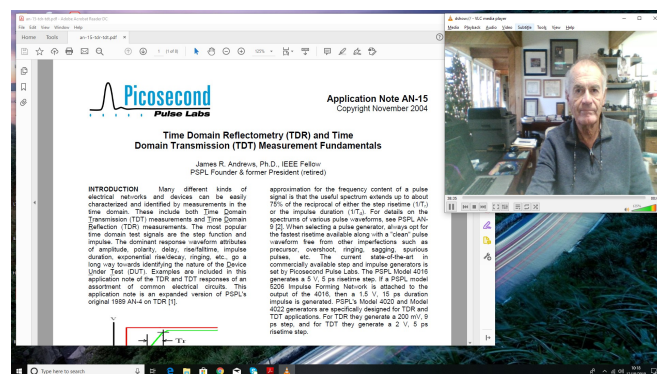 an-15-tdr-tdt.pdf - Adobe Acrobat Reader DC
File Edit View Window Help
Home Tools an-15-tdr-tdt.pdf
1 (1 of 8) 125%
VLC media player
Media Playback Audio Video Subtitle Tools View Help
Picosecond
Pulse Labs
Application Note AN-15
Copyright November 2004
Time Domain Reflectometry (TDR) and Time
Domain Transmission (TDT) Measurement Fundamentals
James R. Andrews, Ph.D., IEEE Fellow
PSPL Founder & former President (retired)
INTRODUCTION Many different kinds of
electrical networks and devices can be easily
characterized and identified by measurements in the
time domain. These include both Time Domain
Transmission (TDT) measurements and Time Domain
Reflection (TDR) measurements. The most popular
time domain test signals are the step function and
impulse. The dominant response waveform attributes
of amplitude, polarity, delay, rise/falltime, impulse
duration, exponential rise/decay, ringing, etc., go a
long way towards identifying the nature of the Device
Under Test (DUT). Examples are included in this
application note of the TDR and TDT responses of an
assortment of common electrical circuits. This
application note is an expanded version of PSPL's
original 1989 AN-4 on TDR [1].
V
Tr
approximation for the frequency content of a pulse
signal is that the useful spectrum extends up to about
75% of the reciprocal of either the step risetime (1/Tr)
or the impulse duration (1/Td). For details on the
spectrums of various pulse waveforms, see PSPL AN-
9 [2]. When selecting a pulse generator, always opt for
the fastest risetime available along with a "clean" pulse
waveform free from other imperfections such as
precursor, overshoot, ringing, sagging, spurious
pulses, etc. The current state-of-the-art in
commercially available step and impulse generators is
set by Picosecond Pulse Labs. The PSPL Model 4016
generates a 5 V, 5 ps risetime step. If a PSPL model
5206 Impulse Forming Network is attached to the
output of the 4016, then a 1.5 V, 15 ps duration
impulse is generated. PSPL's Model 4020 and Model
4022 generators are specifically designed for TDR and
TDT applications. For TDR they generate a 200 mV, 9
ps step, and for TDT they generate a 2 V, 5 ps
risetime step.
Type here to search
10:18